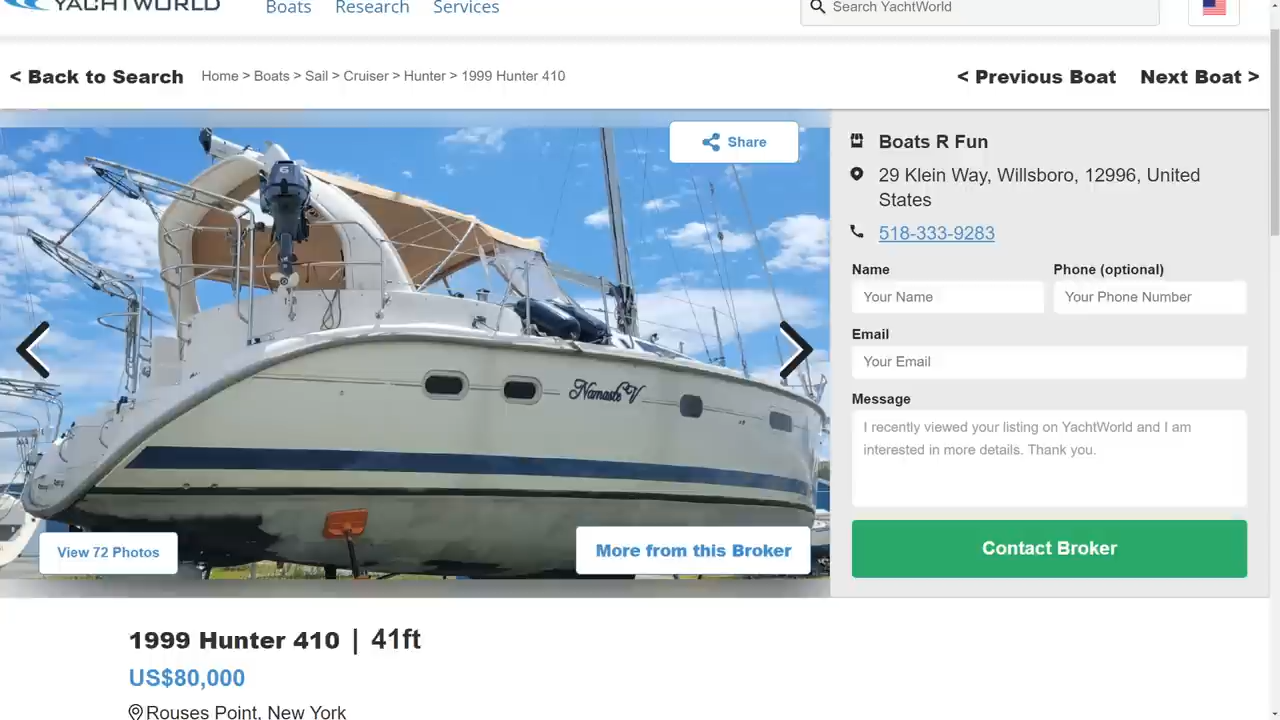 YACHTWORLD
Boats Research Services
Search YachtWorld
< Back to Search
Home > Boats > Sail > Cruiser > Hunter > 1999 Hunter 410
< Previous Boat Next Boat >
Share
6
Namaste V
View 72 Photos
More from this Broker
Boats R Fun
29 Klein Way, Willsboro, 12996, United
States
518-333-9283
Name Phone (optional)
Your Name Your Phone Number
Email
Your Email
Message
I recently viewed your listing on YachtWorld and I am
interested in more details. Thank you.
Contact Broker
1999 Hunter 410 | 41ft
US$80,000
Rouses Point, New York